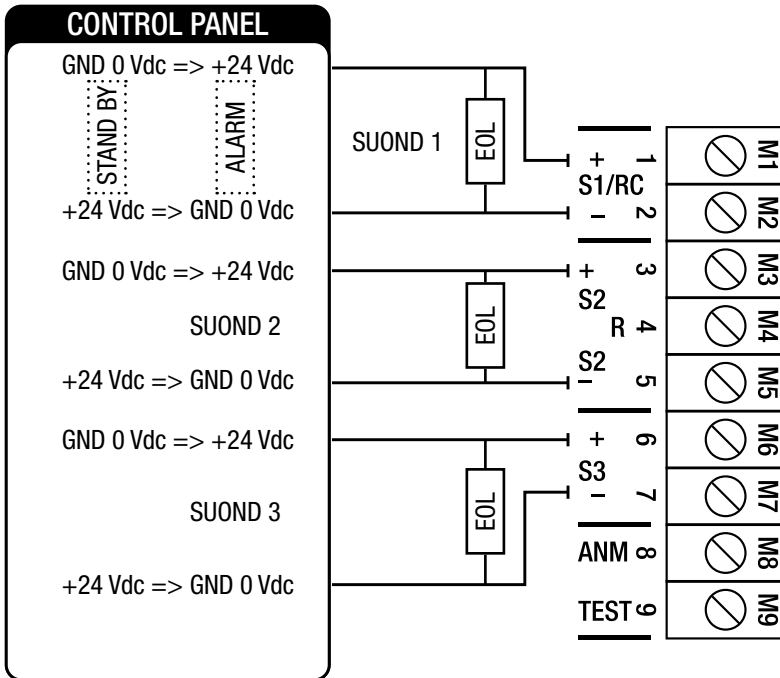 CONTROL PANEL
GND 0 Vdc => +24 Vdc
STAND BY
ALARM
+24 Vdc => GND 0 Vdc
SUOND 1
EOL
GND 0 Vdc => +24 Vdc
SUOND 2
+24 Vdc => GND 0 Vdc
EOL
GND 0 Vdc => +24 Vdc
SUOND 3
+24 Vdc => GND 0 Vdc
EOL
+ 1
S1/RC
– 2
+ 3
S2
R 4
S2
– 5
+ 6
S3
– 7
ANM 8
TEST 9
M1
M2
M3
M4
M5
M6
M7
M8
M9